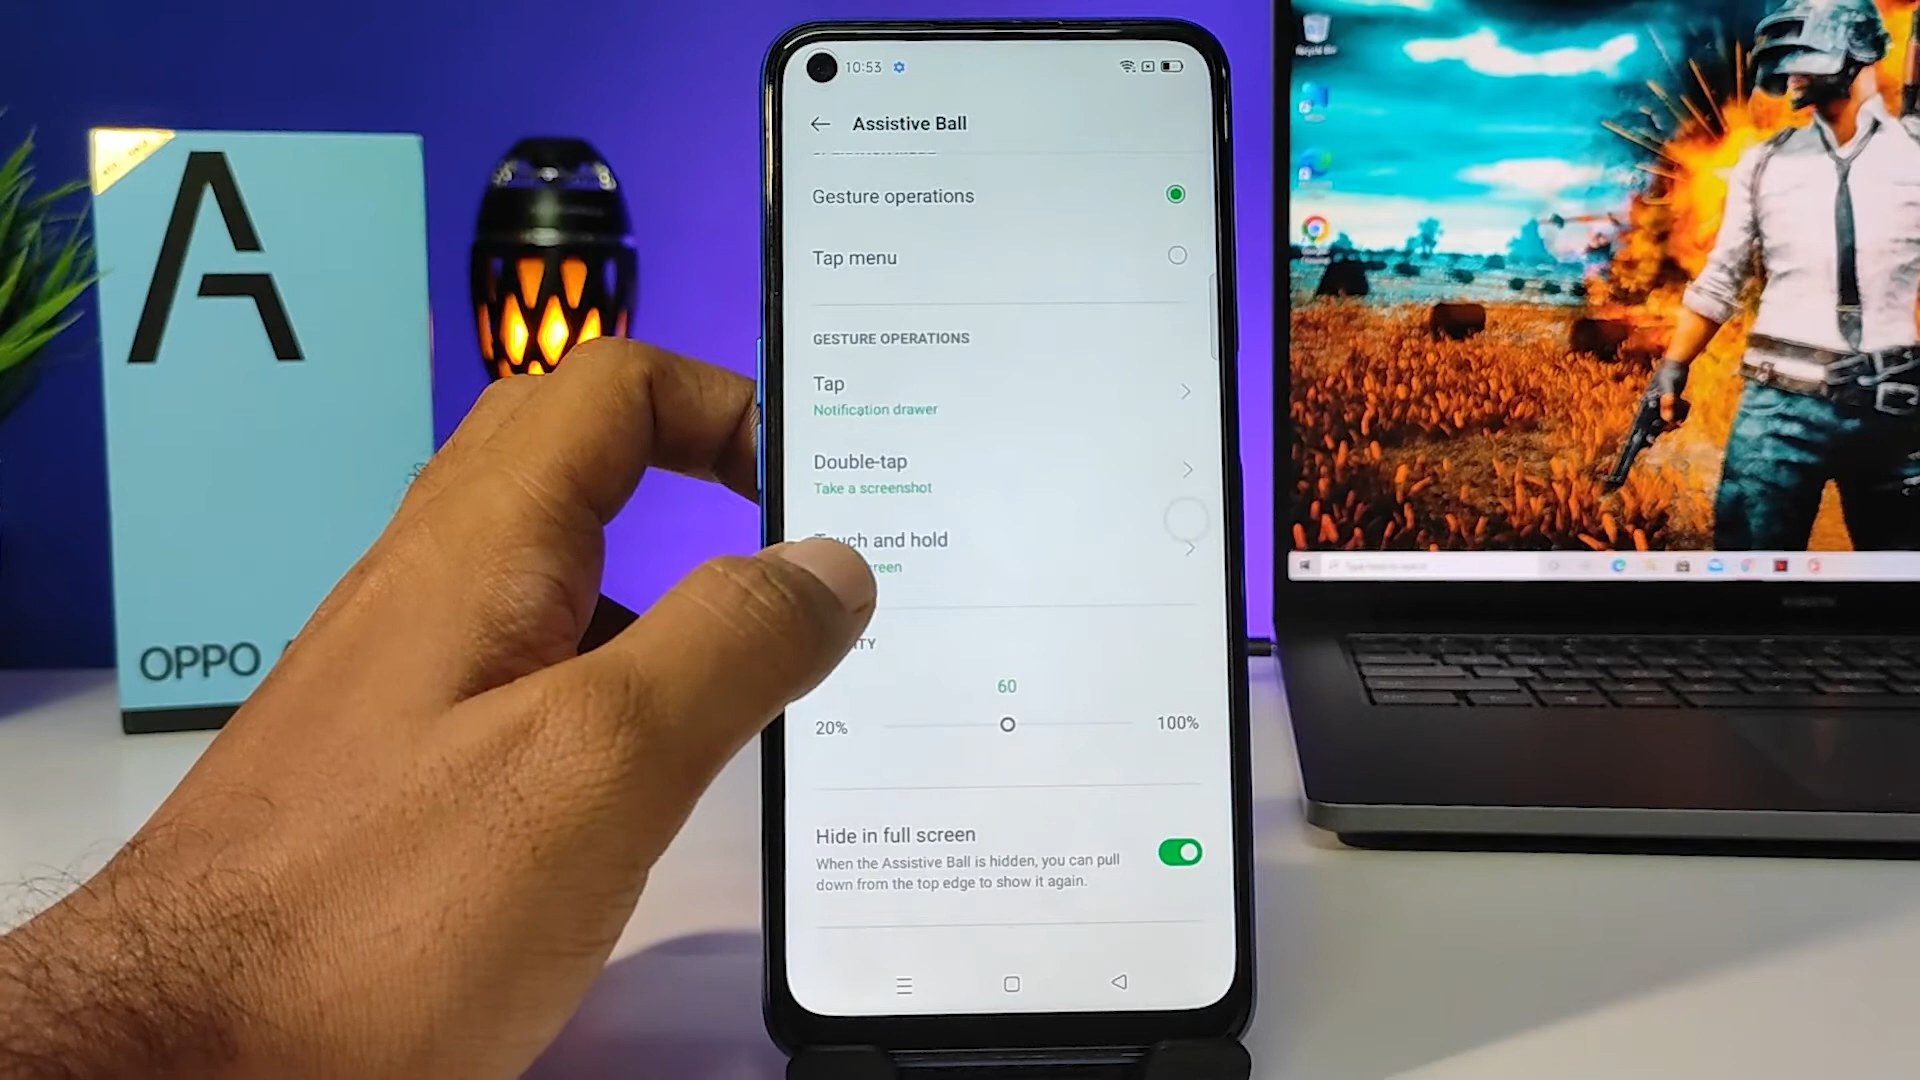 10:53
Assistive Ball
Gesture operations
Tap menu
GESTURE OPERATIONS
Tap
Notification drawer
Double-tap
Take a screenshot
and hold
60
20%
100%
Hide in full screen
When the Assistive Ball is hidden, you can pull
down from the top edge to show it again.
A
OPPO